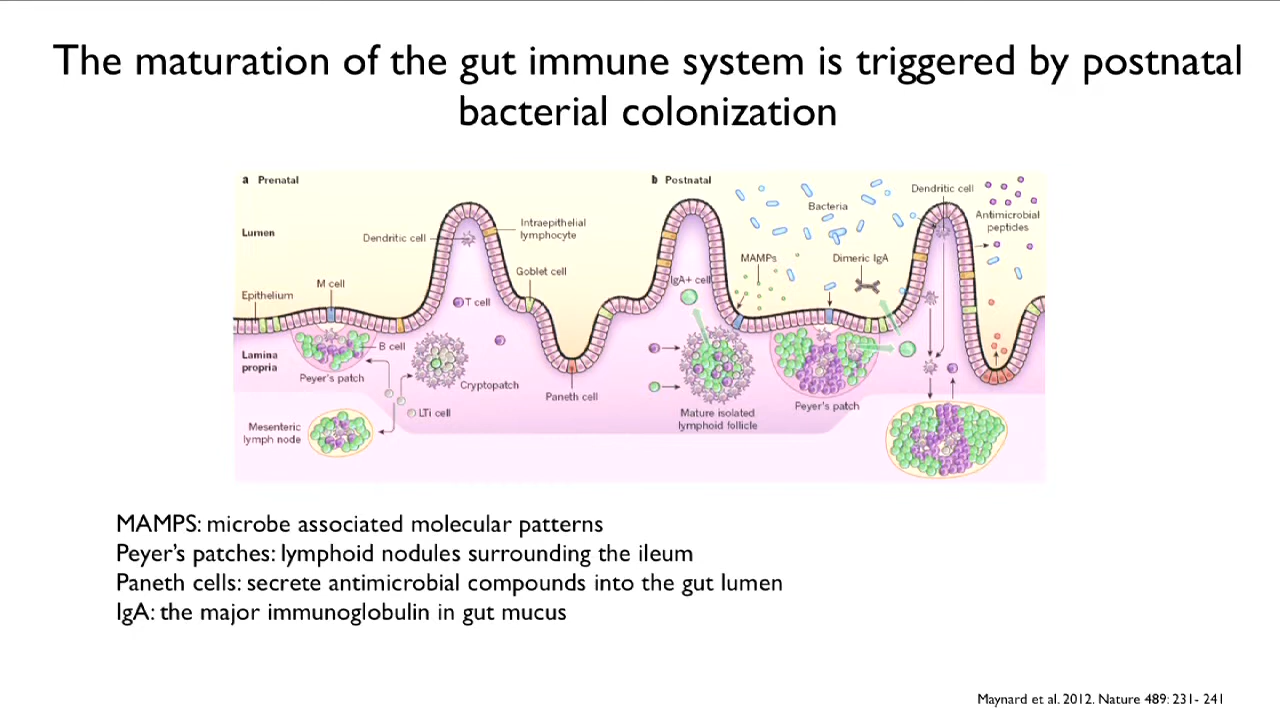 The maturation of the gut immune system is triggered by postnatal
bacterial colonization
a Prenatal
Lumen
Dendritic cell
Intraepithelial
lymphocyte
Goblet cell
M cell
Epithelium
T cell
B cell
Lamina
propria
Peyer's patch
Cryptopatch
Paneth cell
LTi cell
Mesenteric
lymph node
b Postnatal
Dendritic cell
Bacteria
Antimicrobial
peptides
MAMPs
Dimeric IgA
IgA+ cell
Peyer's patch
Mature isolated
lymphoid follicle
MAMPS: microbe associated molecular patterns
Peyer's patches: lymphoid nodules surrounding the ileum
Paneth cells: secrete antimicrobial compounds into the gut lumen
IgA: the major immunoglobulin in gut mucus
Maynard et al. 2012. Nature 489: 231- 241